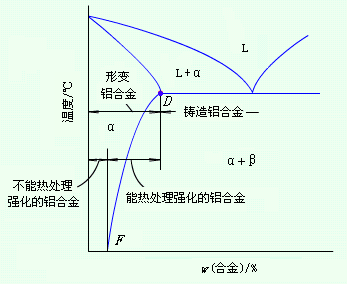 L
L+α
形变
铝合金
D
铸造铝合金
温度/℃
α
α+β
不能热处理
强化的铝合金
能热处理强化的铝合金
F
w(合金)/%